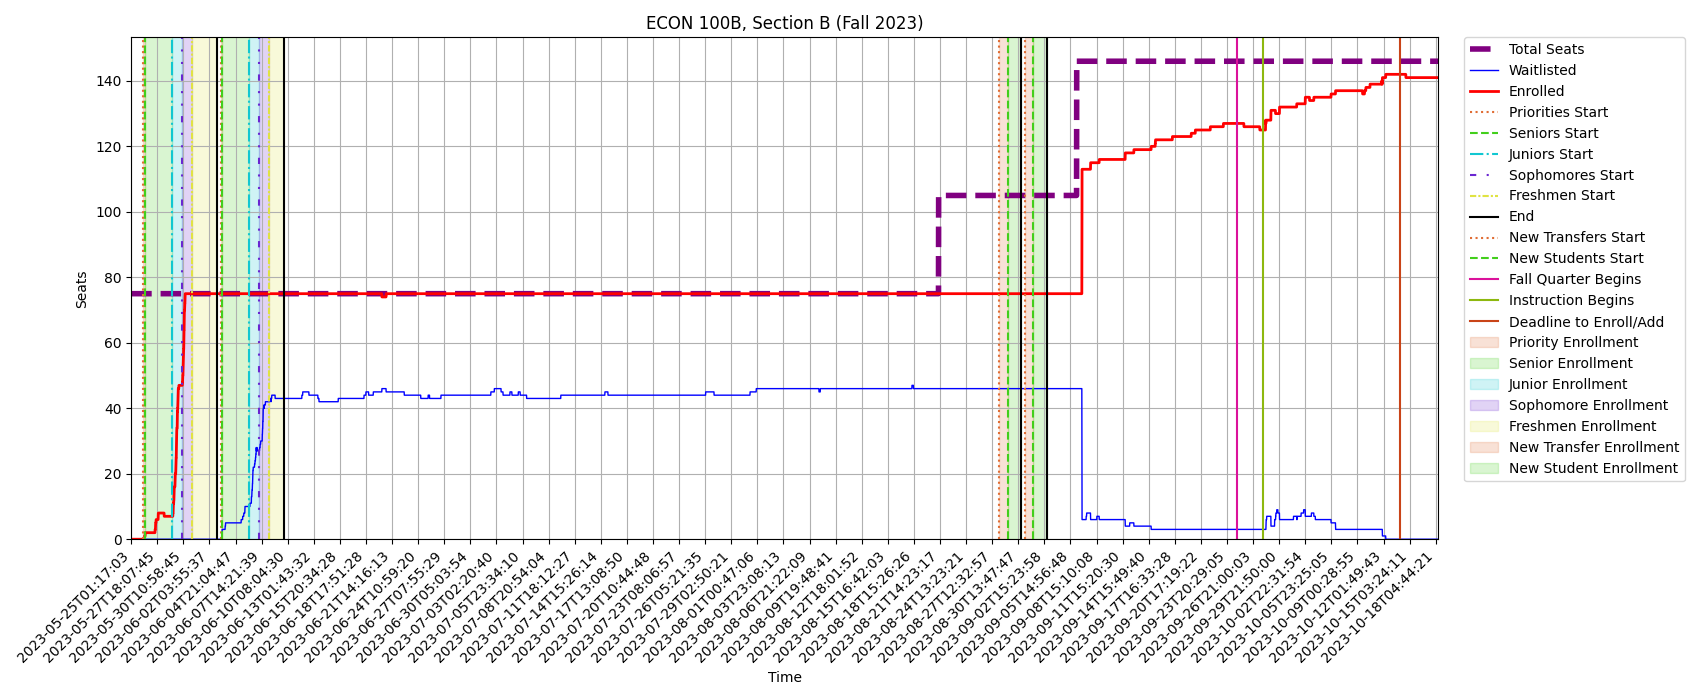 ECON 100B, Section B (Fall 2023)
Seats
140
120
100
80
60
40
20
0
2023-05-25T01:17:03
2023-05-27T18:07:45
2023-05-30T10:58:45
2023-06-02T03:55:37
2023-06-04T21:04:47
2023-06-07T14:21:39
2023-06-10T08:04:30
2023-06-13T01:43:32
2023-06-15T20:34:28
2023-06-18T17:51:28
2023-06-21T14:16:13
2023-06-24T10:59:20
2023-06-27T07:55:29
2023-06-30T05:03:54
2023-07-03T02:20:40
2023-07-05T23:34:10
2023-07-08T20:54:04
2023-07-11T18:12:27
2023-07-14T15:26:14
2023-07-17T13:08:50
2023-07-20T10:44:48
2023-07-23T08:06:57
2023-07-26T05:21:35
2023-07-29T02:50:21
2023-08-01T00:47:06
2023-08-03T23:08:13
2023-08-06T21:22:09
2023-08-09T19:48:41
2023-08-12T18:01:52
2023-08-15T16:42:03
2023-08-18T15:26:26
2023-08-21T14:23:17
2023-08-24T13:23:21
2023-08-27T12:32:57
2023-08-30T13:47:47
2023-09-02T15:23:58
2023-09-05T14:56:48
2023-09-08T15:10:08
2023-09-11T15:20:30
2023-09-14T15:49:40
2023-09-17T16:33:28
2023-09-20T17:19:22
2023-09-23T20:29:05
2023-09-26T21:00:03
2023-09-29T21:50:00
2023-10-02T22:31:54
2023-10-05T23:25:05
2023-10-09T00:28:55
2023-10-12T01:49:43
2023-10-15T03:24:11
2023-10-18T04:44:21
Time
Total Seats
Waitlisted
Enrolled
Priorities Start
Seniors Start
Juniors Start
Sophomores Start
Freshmen Start
End
New Transfers Start
New Students Start
Fall Quarter Begins
Instruction Begins
Deadline to Enroll/Add
Priority Enrollment
Senior Enrollment
Junior Enrollment
Sophomore Enrollment
Freshmen Enrollment
New Transfer Enrollment
New Student Enrollment